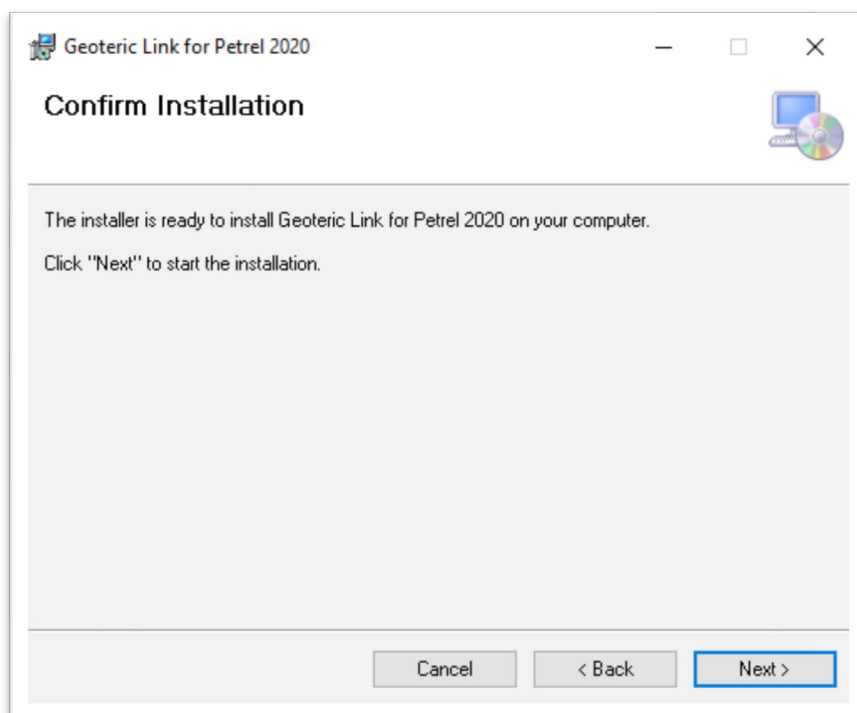 Geoteric Link for Petrel 2020
Confirm Installation
The installer is ready to install Geoteric Link for Petrel 2020 on your computer.
Click "Next" to start the installation.
Cancel
< Back
Next >